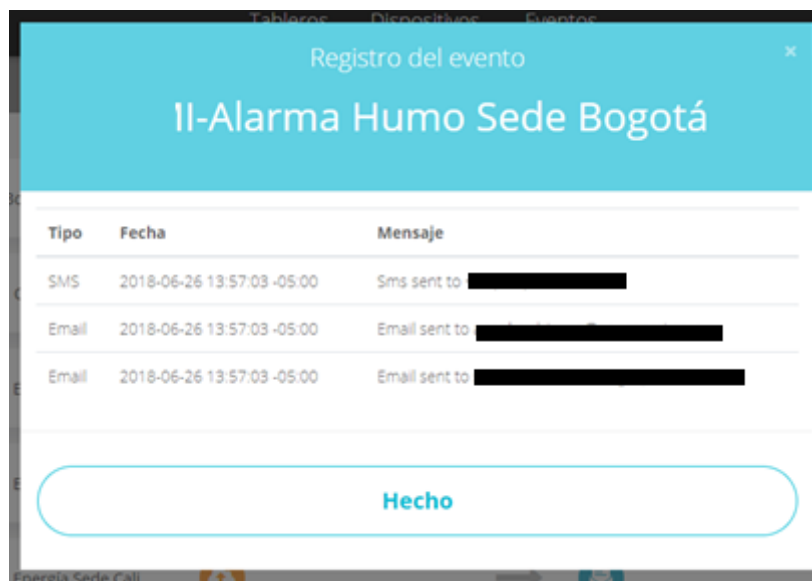 Tableros Dispositivos Eventos
Registro del evento
×
II-Alarma Humo Sede Bogotá
Tipo Fecha Mensaje
SMS 2018-06-26 13:57:03 -05:00 Sms sent to
Email 2018-06-26 13:57:03 -05:00 Email sent to
Email 2018-06-26 13:57:03 -05:00 Email sent to
Hecho
Energía Sede Cali